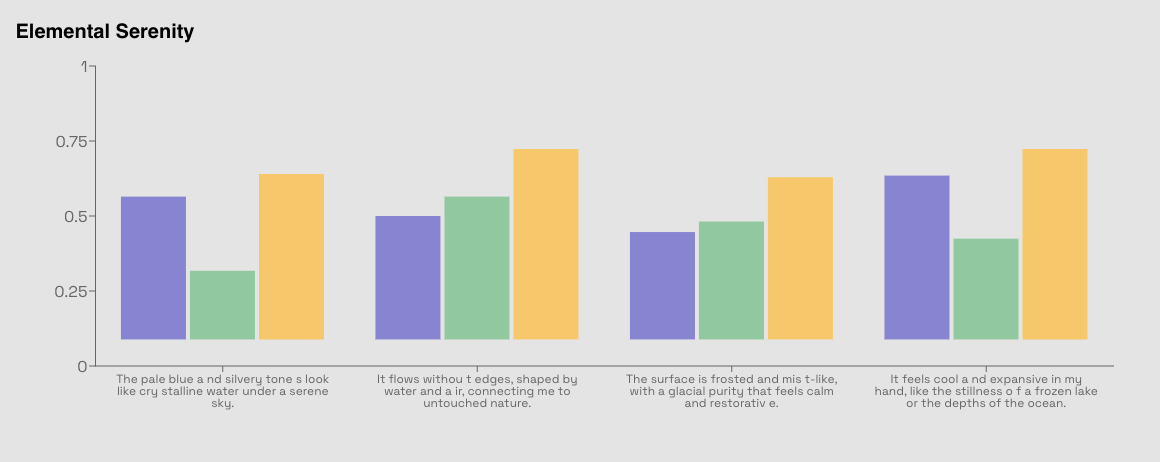 Elemental Serenity
1
0.75
0.5
0.25
0
The pale blue a nd silvery tone s look
like cry stalline water under a serene
sky.
It flows withou t edges, shaped by
water and a ir, connecting me to
untouched nature.
The surface is frosted and mis t-like,
with a glacial purity that feels calm
and restorativ e.
It feels cool a nd expansive in my
hand, like the stillness o f a frozen lake
or the depths of the ocean.